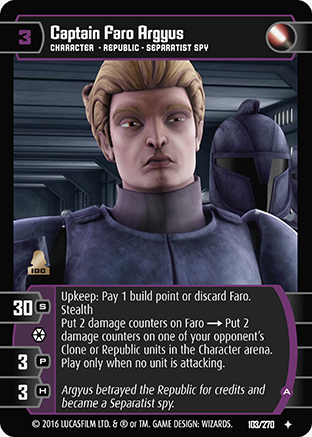 3 Captain Faro Argyus
CHARACTER - REPUBLIC - SEPARATIST SPY
IDC
30 S
Upkeep: Pay 1 build point or discard Faro.
Stealth
Put 2 damage counters on Faro → Put 2
damage counters on one of your opponent's
Clone or Republic units in the Character arena.
Play only when no unit is attacking.
3 P
3 H
Argyus betrayed the Republic for credits and
became a Separatist spy.
A
© 2016 LUCASFILM LTD. & ® OR TM. GAME DESIGN: WIZARDS. 103/270